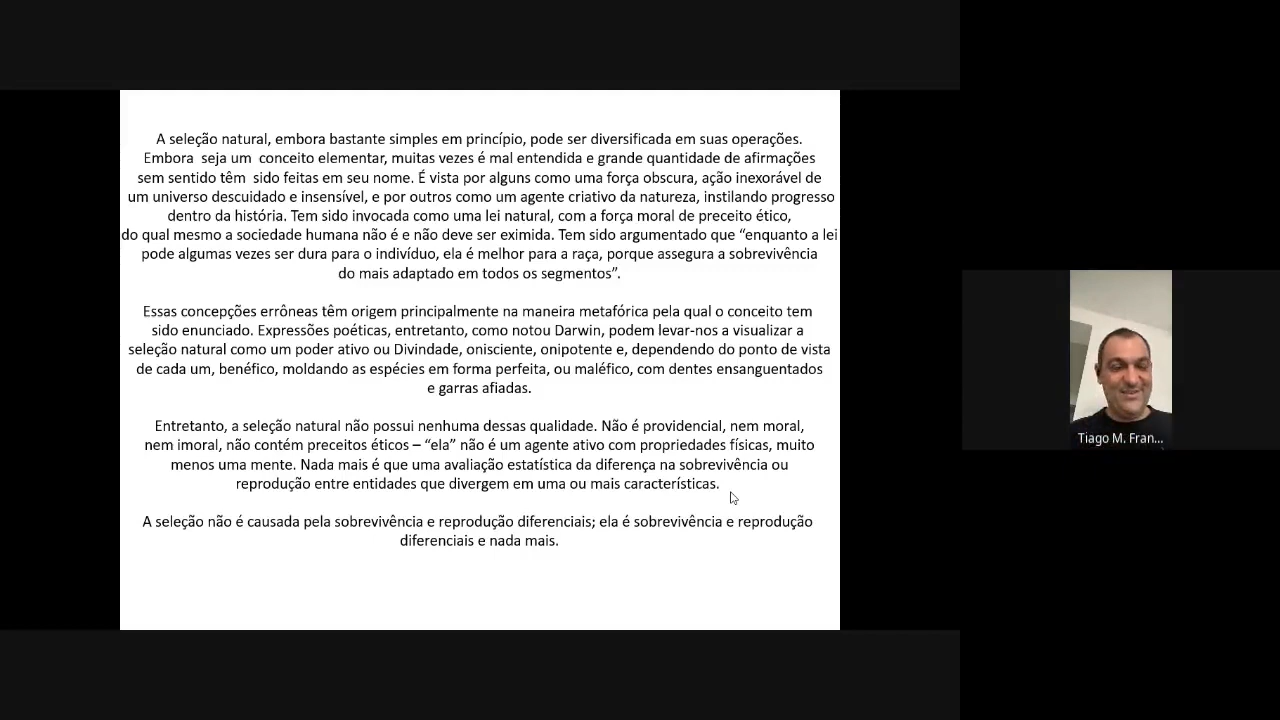 A seleção natural, embora bastante simples em princípio, pode ser diversificada em suas operações.
Embora seja um conceito elementar, muitas vezes é mal entendida e grande quantidade de afirmações
sem sentido têm sido feitas em seu nome. É vista por alguns como uma força obscura, ação inexorável de
um universo descuidado e insensível, e por outros como um agente criativo da natureza, instilando progresso
dentro da história. Tem sido invocada como uma lei natural, com a força moral de preceito ético,
do qual mesmo a sociedade humana não é e não deve ser eximida. Tem sido argumentado que “enquanto a lei
pode algumas vezes ser dura para o indivíduo, ela é melhor para a raça, porque assegura a sobrevivência
do mais adaptado em todos os segmentos”.
Essas concepções errôneas têm origem principalmente na maneira metafórica pela qual o conceito tem
sido enunciado. Expressões poéticas, entretanto, como notou Darwin, podem levar-nos a visualizar a
seleção natural como um poder ativo ou Divindade, onisciente, onipotente e, dependendo do ponto de vista
de cada um, benéfico, moldando as espécies em forma perfeita, ou maléfico, com dentes ensanguentados
e garras afiadas.
Entretanto, a seleção natural não possui nenhuma dessas qualidade. Não é providencial, nem moral,
nem imoral, não contém preceitos éticos – “ela” não é um agente ativo com propriedades físicas, muito
menos uma mente. Nada mais é que uma avaliação estatística da diferença na sobrevivência ou
reprodução entre entidades que divergem em uma ou mais características.
A seleção não é causada pela sobrevivência e reprodução diferenciais; ela é sobrevivência e reprodução
diferenciais e nada mais.
Tiago M. Fran...